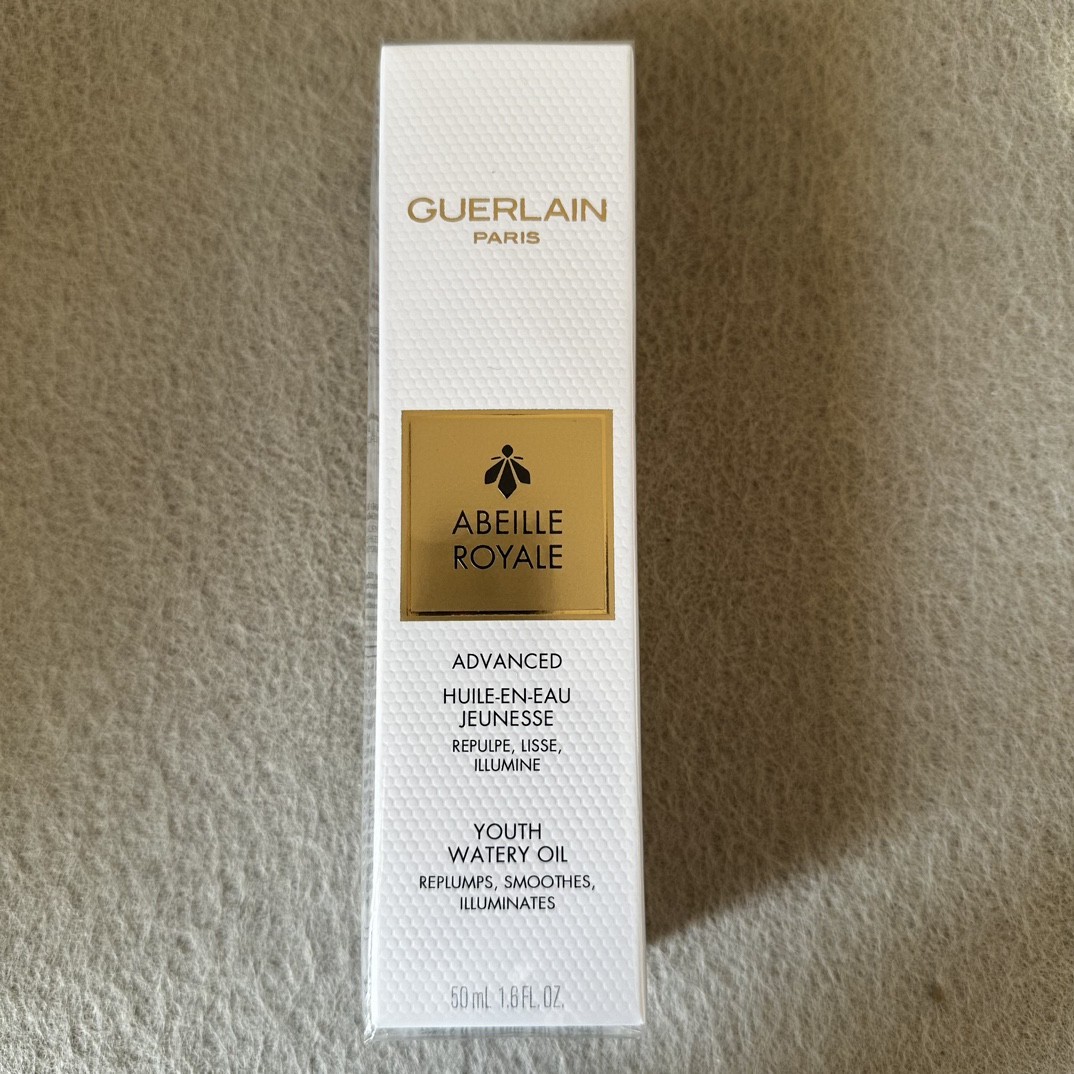 GUERLAIN
PARIS
ABEILLE
ROYALE
ADVANCED
HUILE-EN-EAU
JEUNESSE
REPULPE, LISSE,
ILLUMINE
YOUTH
WATERY OIL
REPLUMPS, SMOOTHES,
ILLUMINATES
50 mL 1.6 FL. OZ.